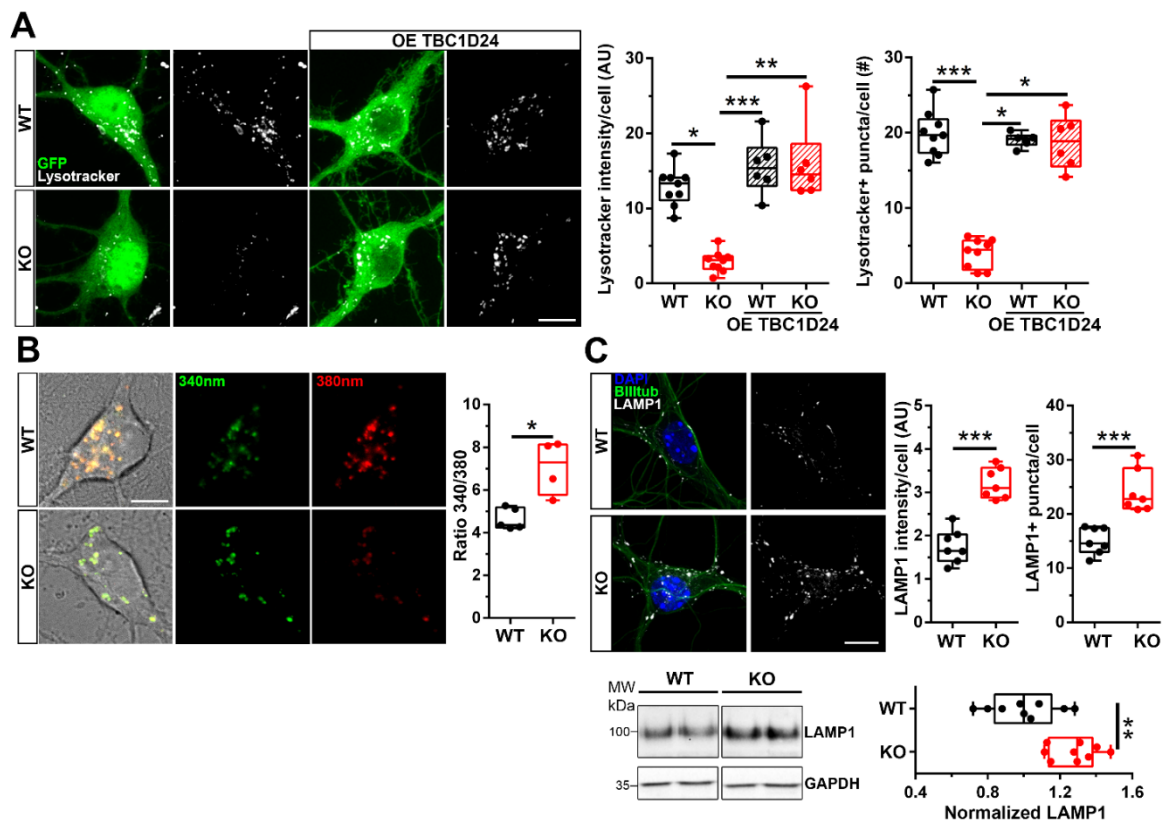 A
OE TBC1D24
WT
GFP
Lysotracker
KO
Lysotracker intensity/cell (AU)
30
20
10
0
*
***
**
WT
KO
WT
KO
OE TBC1D24
Lysotracker+ puncta/cell (#)
30
20
10
0
***
*
*
WT
KO
WT
KO
OE TBC1D24
B
340nm
380nm
WT
KO
Ratio 340/380
10
8
6
4
2
0
*
WT
KO
C
DAPI
BIIItub
LAMP1
WT
KO
LAMP1 intensity/cell (AU)
5
4
3
2
1
0
***
WT
KO
LAMP1+ puncta/cell
40
30
20
10
0
***
WT
KO
MW
kDa
WT
KO
100
LAMP1
35
GAPDH
WT
KO
**
0.4
0.8
1.2
1.6
Normalized LAMP1